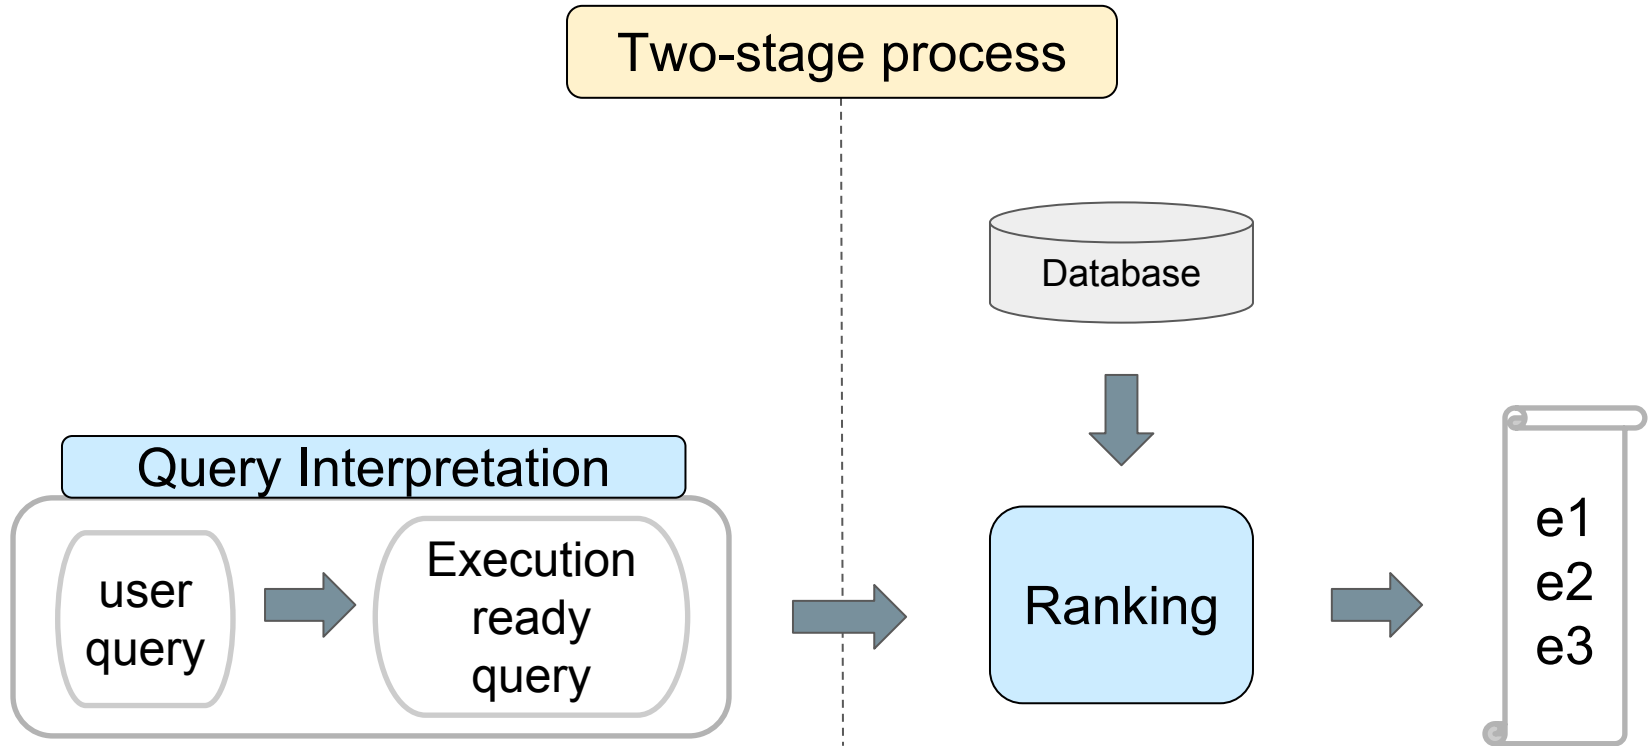 Two-stage process
Database
Query Interpretation
user
query
Execution
ready
query
Ranking
e1
e2
e3